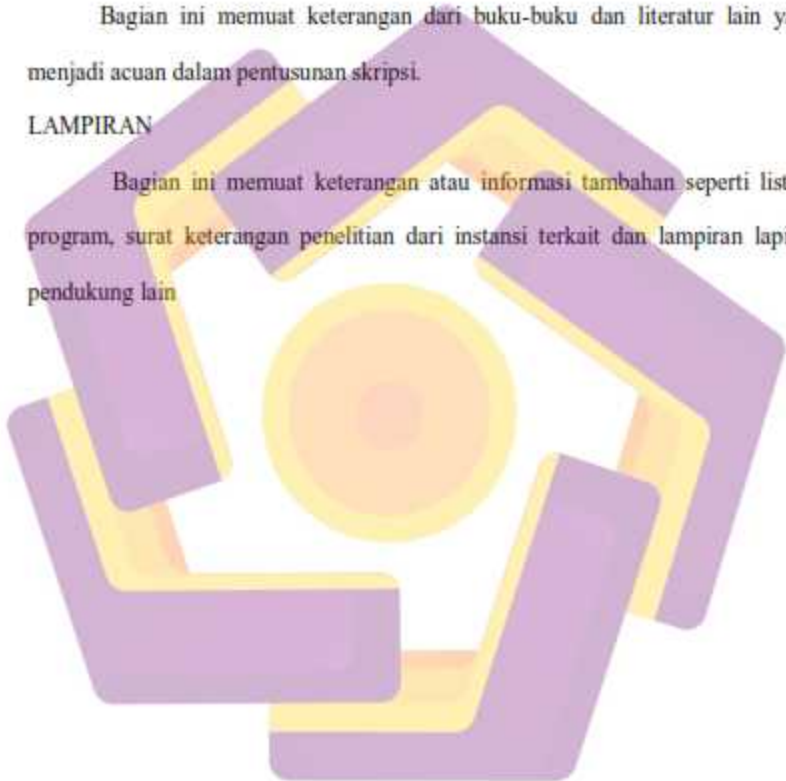 Bagian ini memuat keterangan dari buku-buku dan literatur lain y
menjadi acuan dalam pentusunan skripsi.
LAMPIRAN
Bagian ini memuat keterangan atau informasi tambahan seperti list
program, surat keterangan penelitian dari instansi terkait dan lampiran lapi
pendukung lain